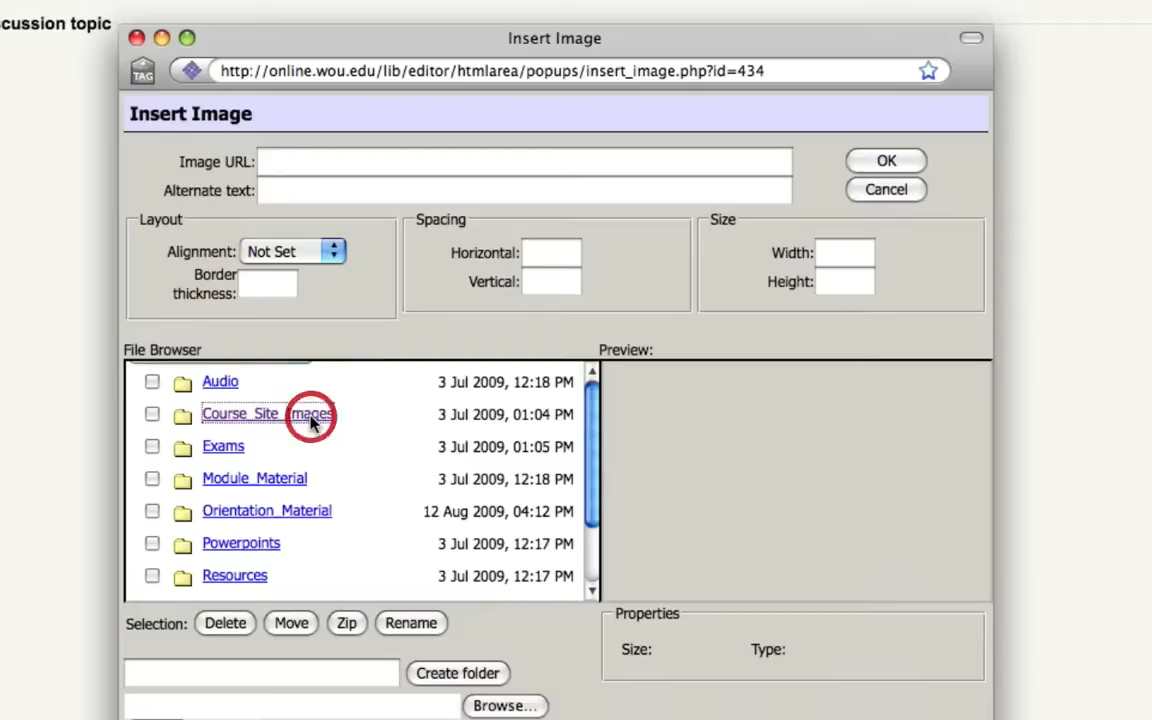 cussion topic
Insert Image
TAG
http://online.wou.edu/lib/editor/htmlarea/popups/insert_image.php?id=434
Insert Image
Image URL:
OK
Alternate text:
Cancel
Layout
Spacing
Size
Alignment: Not Set
Horizontal:
Width:
Border thickness:
Vertical:
Height:
File Browser
Preview:
Audio 3 Jul 2009, 12:18 PM
Course_Site_Images 3 Jul 2009, 01:04 PM
Exams 3 Jul 2009, 01:05 PM
Module_Material 3 Jul 2009, 12:18 PM
Orientation_Material 12 Aug 2009, 04:12 PM
Powerpoints 3 Jul 2009, 12:17 PM
Resources 3 Jul 2009, 12:17 PM
Selection: Delete Move Zip Rename
Properties
Size: Type:
Create folder
Browse...